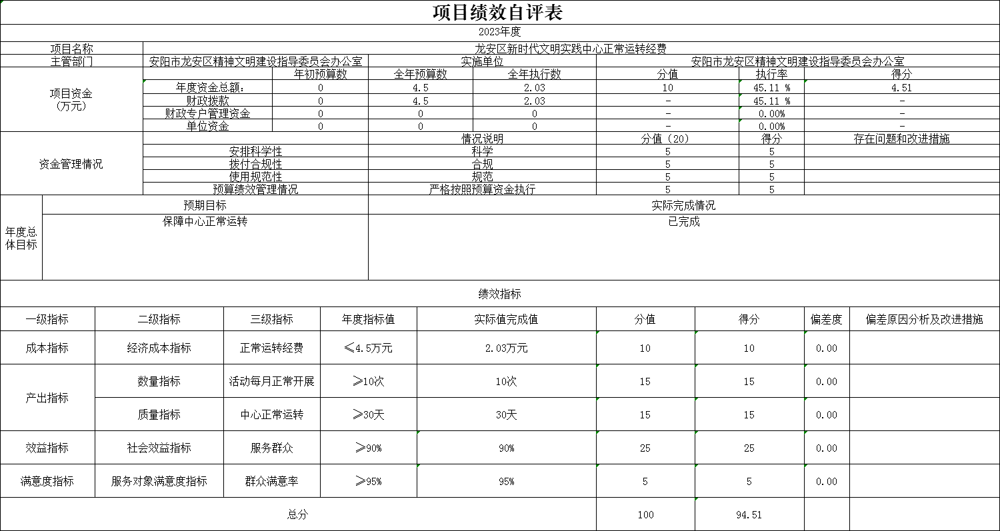 项目绩效自评表
2023年度
项目名称 龙安区新时代文明实践中心正常运转经费
主管部门 安阳市龙安区精神文明建设指导委员会办公室 实施单位 安阳市龙安区精神文明建设指导委员会办公室
项目资金
(万元)
年初预算数 全年预算数 全年执行数 分值 执行率 得分
年度资金总额： 0 4.5 2.03 10 45.11 % 4.51
财政拨款 0 4.5 2.03 - 45.11 % -
财政专户管理资金 0 0 0 - 0.00% -
单位资金 0 0 0 - 0.00% -
资金管理情况
情况说明 分值（20） 得分 存在问题和改进措施
安排科学性 科学 5 5
拨付合规性 合规 5 5
使用规范性 规范 5 5
预算绩效管理情况 严格按照预算资金执行 5 5
年度总
体目标
预期目标 实际完成情况
保障中心正常运转 已完成
绩效指标
一级指标 二级指标 三级指标 年度指标值 实际值完成值 分值 得分 偏差度 偏差原因分析及改进措施
成本指标 经济成本指标 正常运转经费 ≤4.5万元 2.03万元 10 10 0.00
产出指标 数量指标 活动每月正常开展 ≥10次 10次 15 15 0.00
质量指标 中心正常运转 ≥30天 30天 15 15 0.00
效益指标 社会效益指标 服务群众 ≥90% 90% 25 25 0.00
满意度指标 服务对象满意度指标 群众满意率 ≥95% 95% 5 5 0.00
总分 100 94.51